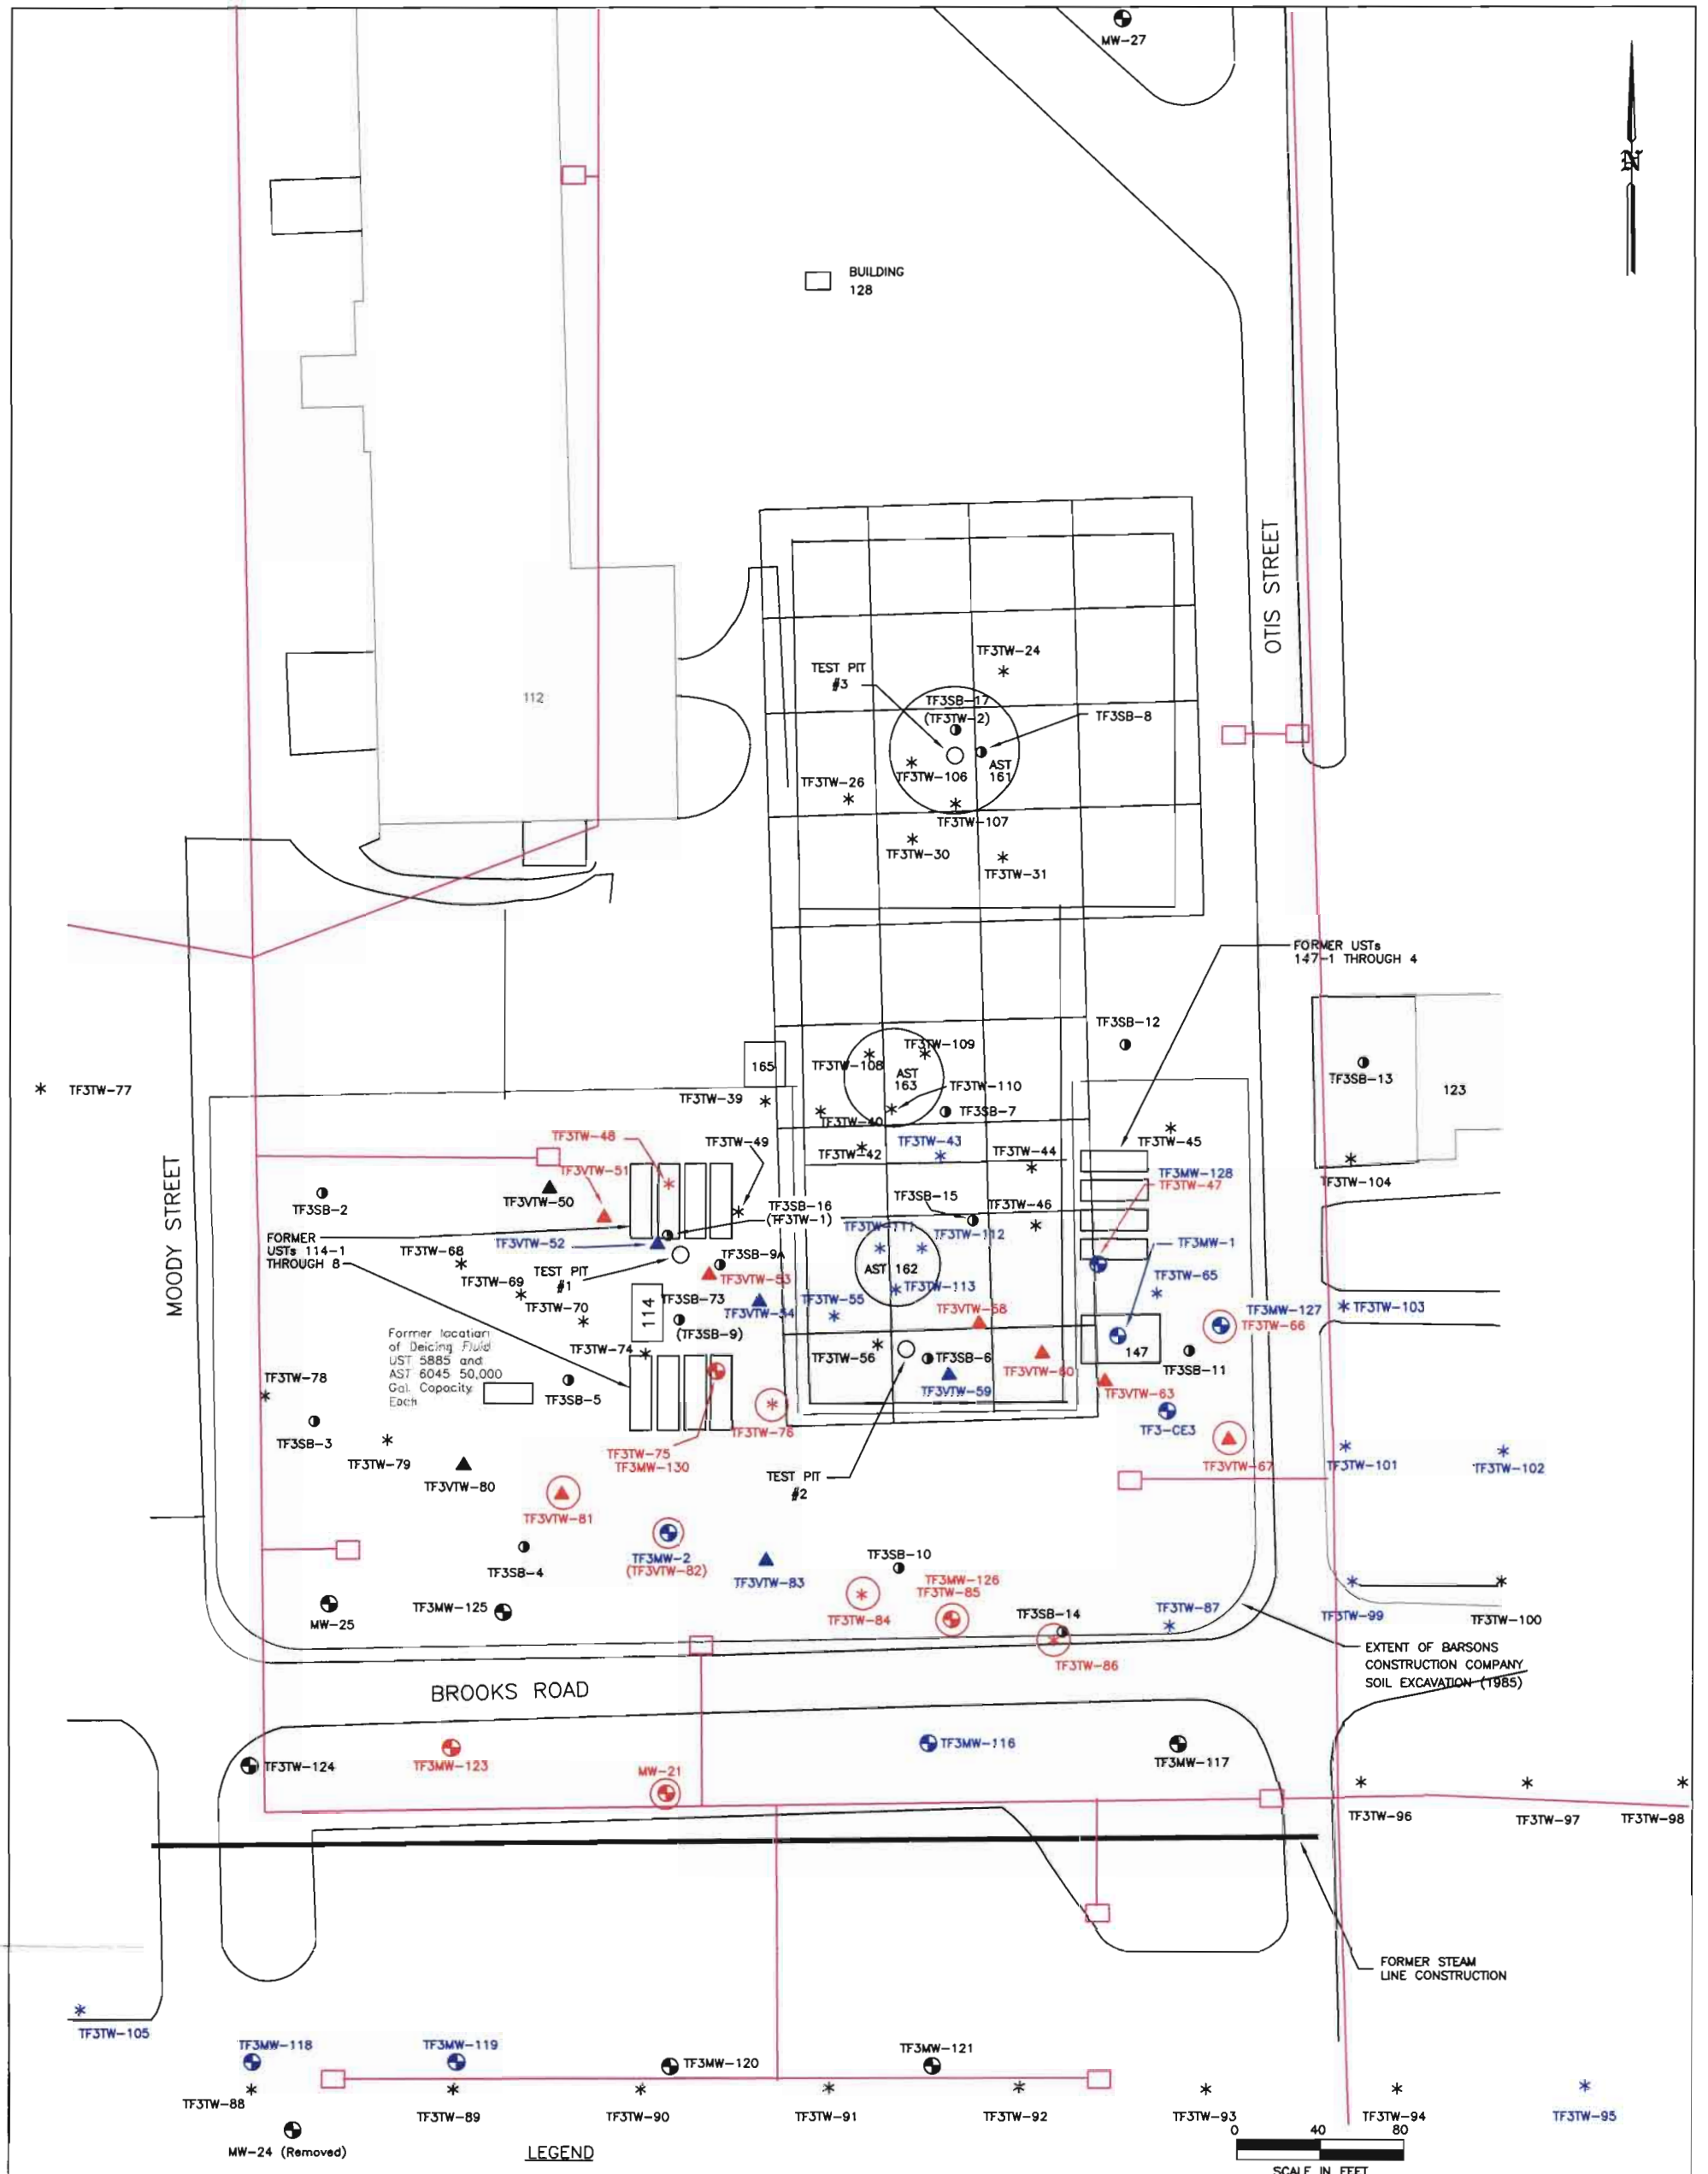 MW-27
N
BUILDING
128
OTIS STREET
TF3TW-24
TEST PIT
#3
TF3SB-17
(TF3TW-2)
TF3SB-8
112
AST
161
TF3TW-106
TF3TW-26
TF3TW-107
TF3TW-30
TF3TW-31
FORMER USTs
147-1 THROUGH 4
TF3SB-12
TF3TW-109
165
TF3TW-108
AST
163
TF3SB-13
TF3TW-77
TF3TW-110
123
TF3TW-39
TF3SB-7
TF3TW-40
TF3TW-48
TF3TW-49
TF3TW-43
TF3TW-45
TF3TW-42
TF3TW-44
MOODY STREET
TF3VTW-51
TF3MW-128
TF3TW-47
TF3TW-104
TF3VTW-50
TF3SB-2
TF3SB-16
(TF3TW-1)
TF3SB-15
TF3TW-46
TF3TW-111
TF3TW-112
FORMER
USTs 114-1
THROUGH 8
TF3TW-68
TF3VTW-52
TF3MW-1
TF3SB-9A
TEST PIT
#1
TF3VTW-53
AST 162
TF3TW-69
TF3TW-65
TF3TW-113
TF3TW-70
114
TF3SB-73
(TF3SB-9)
TF3VTW-54
TF3TW-55
TF3VTW-58
TF3MW-127
TF3TW-66
TF3TW-103
Former location
of Deicing Fluid
UST 5885 and
AST 6045 50,000
Gal. Capacity
Each
TF3TW-74
TF3TW-56
TF3SB-6
147
TF3SB-11
TF3VTW-60
TF3TW-78
TF3SB-5
TF3VTW-59
TF3VTW-63
TF3SB-3
TF3TW-76
TF3-CE3
TF3TW-79
TF3TW-75
TF3MW-130
TF3VTW-67
TF3TW-101
TF3TW-102
TEST PIT
#2
TF3VTW-80
TF3VTW-81
TF3SB-4
TF3MW-2
(TF3VTW-82)
TF3VTW-83
TF3SB-10
TF3MW-126
TF3TW-85
MW-25
TF3MW-125
TF3TW-84
TF3SB-14
TF3TW-87
TF3TW-99
TF3TW-100
TF3TW-86
EXTENT OF BARSONS
CONSTRUCTION COMPANY
SOIL EXCAVATION (1985)
BROOKS ROAD
TF3TW-124
TF3MW-123
MW-21
TF3MW-116
TF3MW-117
TF3TW-96
TF3TW-97
TF3TW-98
FORMER STEAM
LINE CONSTRUCTION
TF3TW-105
TF3MW-118
TF3MW-119
TF3MW-120
TF3MW-121
TF3TW-88
TF3TW-89
TF3TW-90
TF3TW-91
TF3TW-92
TF3TW-93
TF3TW-94
TF3TW-95
MW-24 (Removed)
LEGEND
0 40 80
SCALE IN FEET